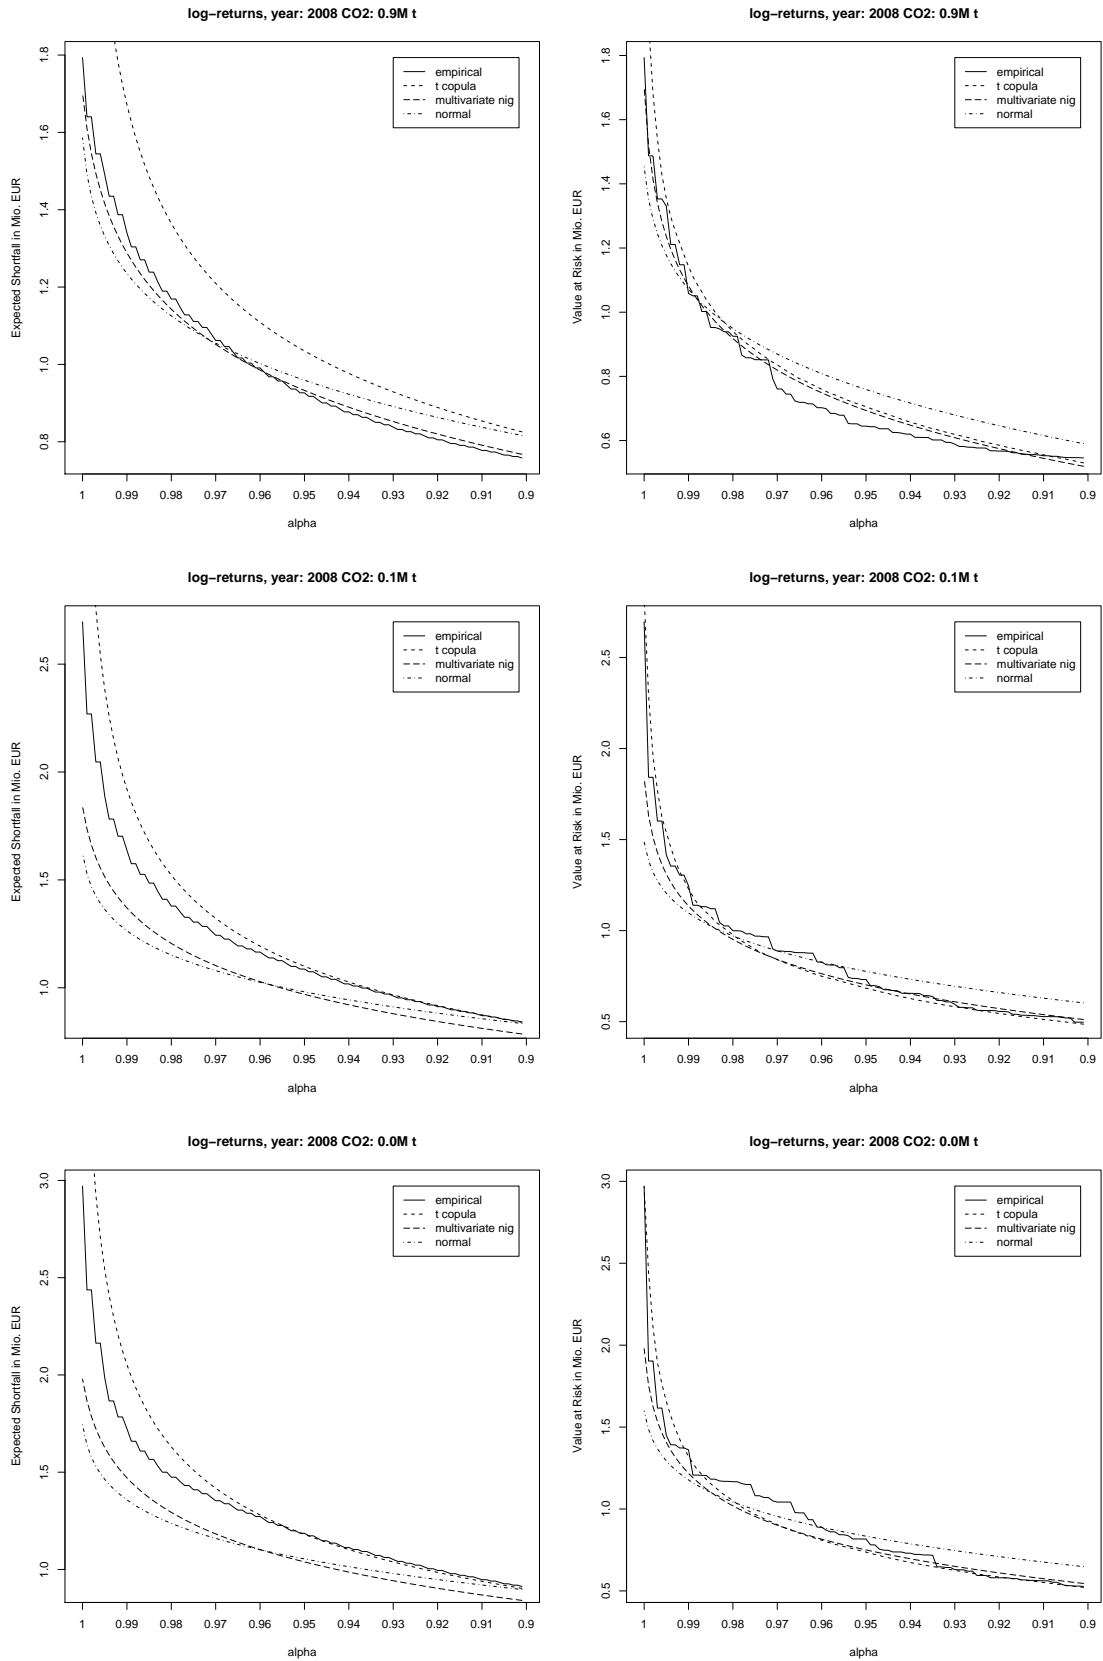 log−returns, year: 2008 CO2: 0.9M t
Expected Shortfall in Mio. EUR
1.8
1.6
1.4
1.2
1.0
0.8
empirical
t copula
multivariate nig
normal
1 0.99 0.98 0.97 0.96 0.95 0.94 0.93 0.92 0.91 0.9
alpha
log−returns, year: 2008 CO2: 0.9M t
Value at Risk in Mio. EUR
1.8
1.6
1.4
1.2
1.0
0.8
0.6
empirical
t copula
multivariate nig
normal
1 0.99 0.98 0.97 0.96 0.95 0.94 0.93 0.92 0.91 0.9
alpha
log−returns, year: 2008 CO2: 0.1M t
Expected Shortfall in Mio. EUR
2.5
2.0
1.5
1.0
empirical
t copula
multivariate nig
normal
1 0.99 0.98 0.97 0.96 0.95 0.94 0.93 0.92 0.91 0.9
alpha
log−returns, year: 2008 CO2: 0.1M t
Value at Risk in Mio. EUR
2.5
2.0
1.5
1.0
0.5
empirical
t copula
multivariate nig
normal
1 0.99 0.98 0.97 0.96 0.95 0.94 0.93 0.92 0.91 0.9
alpha
log−returns, year: 2008 CO2: 0.0M t
Expected Shortfall in Mio. EUR
3.0
2.5
2.0
1.5
1.0
empirical
t copula
multivariate nig
normal
1 0.99 0.98 0.97 0.96 0.95 0.94 0.93 0.92 0.91 0.9
alpha
log−returns, year: 2008 CO2: 0.0M t
Value at Risk in Mio. EUR
3.0
2.5
2.0
1.5
1.0
0.5
empirical
t copula
multivariate nig
normal
1 0.99 0.98 0.97 0.96 0.95 0.94 0.93 0.92 0.91 0.9
alpha